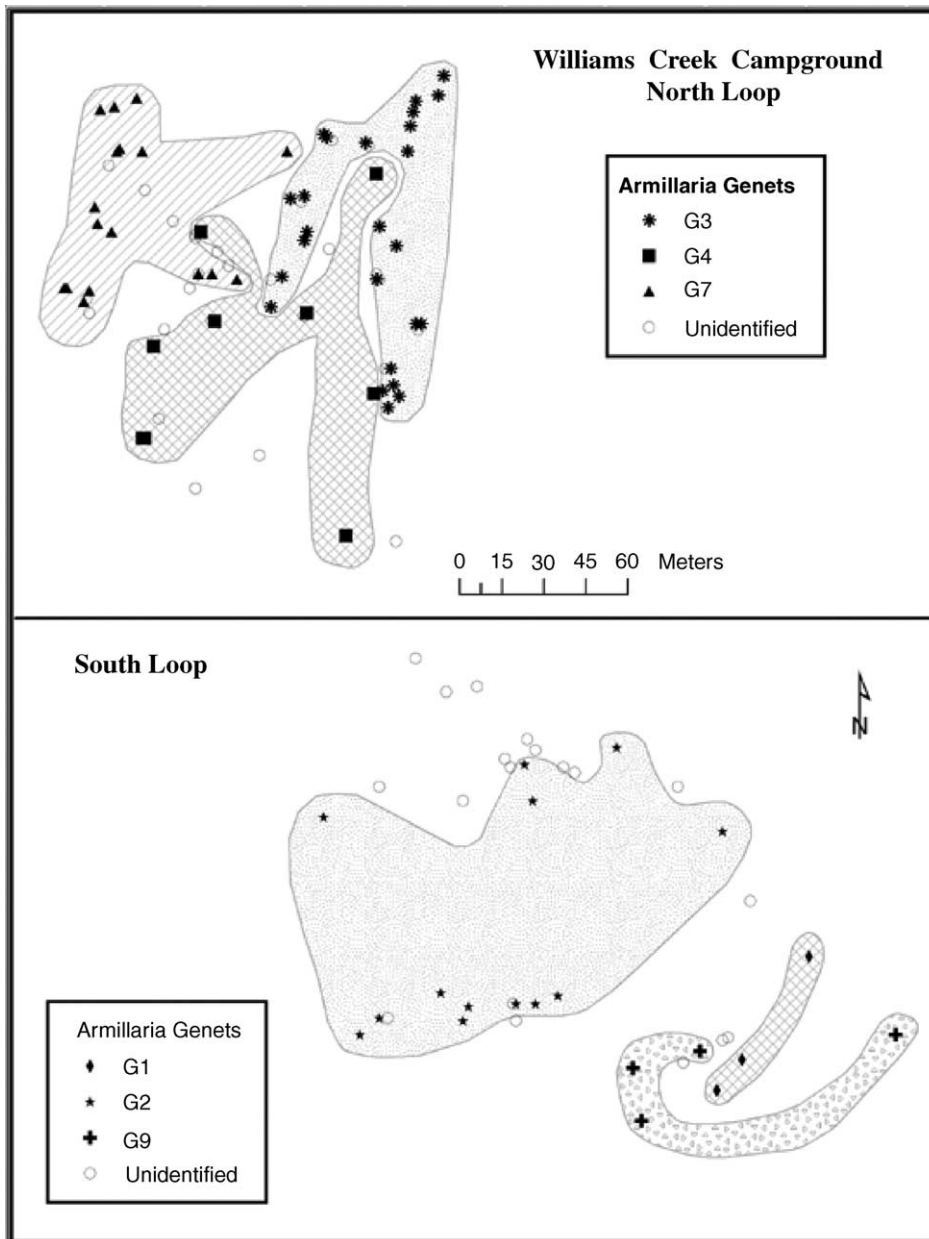 Williams Creek Campground
North Loop
Armillaria Genets
G3
G4
G7
Unidentified
0 15 30 45 60 Meters
South Loop
N
Armillaria Genets
G1
G2
G9
Unidentified